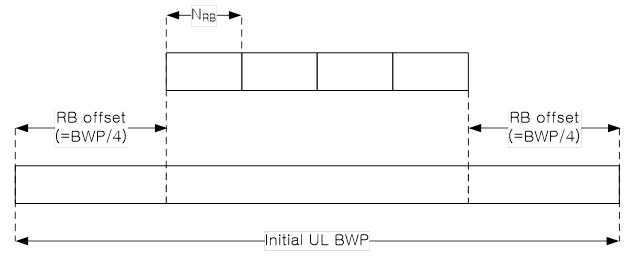 NRB
RB offset
(=BWP/4)
RB offset
(=BWP/4)
Initial UL BWP